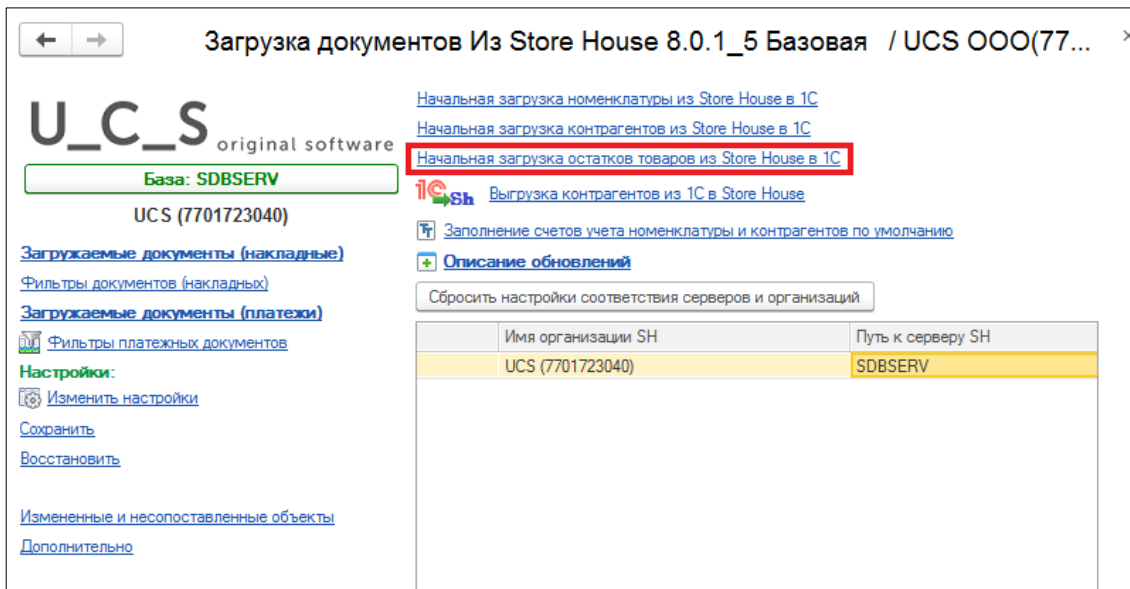 Загрузка документов Из Store House 8.0.1_5 Базовая / UCS ООО(77...
U_C_S original software
База: SDBSERV
UCS (7701723040)
Загружаемые документы (накладные)
Фильтры документов (накладных)
Загружаемые документы (платежи)
Фильтры платежных документов
Настройки:
Изменить настройки
Сохранить
Восстановить
Измененные и несопоставленные объекты
Дополнительно
Начальная загрузка номенклатуры из Store House в 1С
Начальная загрузка контрагентов из Store House в 1С
Начальная загрузка остатков товаров из Store House в 1С
1С Sh Выгрузка контрагентов из 1С в Store House
Тт Заполнение счетов учета номенклатуры и контрагентов по умолчанию
Описание обновлений
Сбросить настройки соответствия серверов и организаций
Имя организации SH Путь к серверу SH
UCS (7701723040) SDBSERV